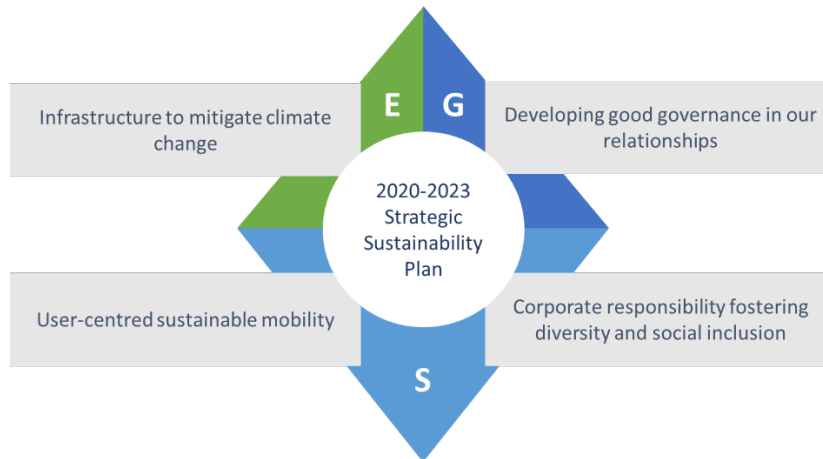 E G
Infrastructure to mitigate climate
change
Developing good governance in our
relationships
2020-2023
Strategic
Sustainability
Plan
User-centred sustainable mobility
Corporate responsibility fostering
diversity and social inclusion
S